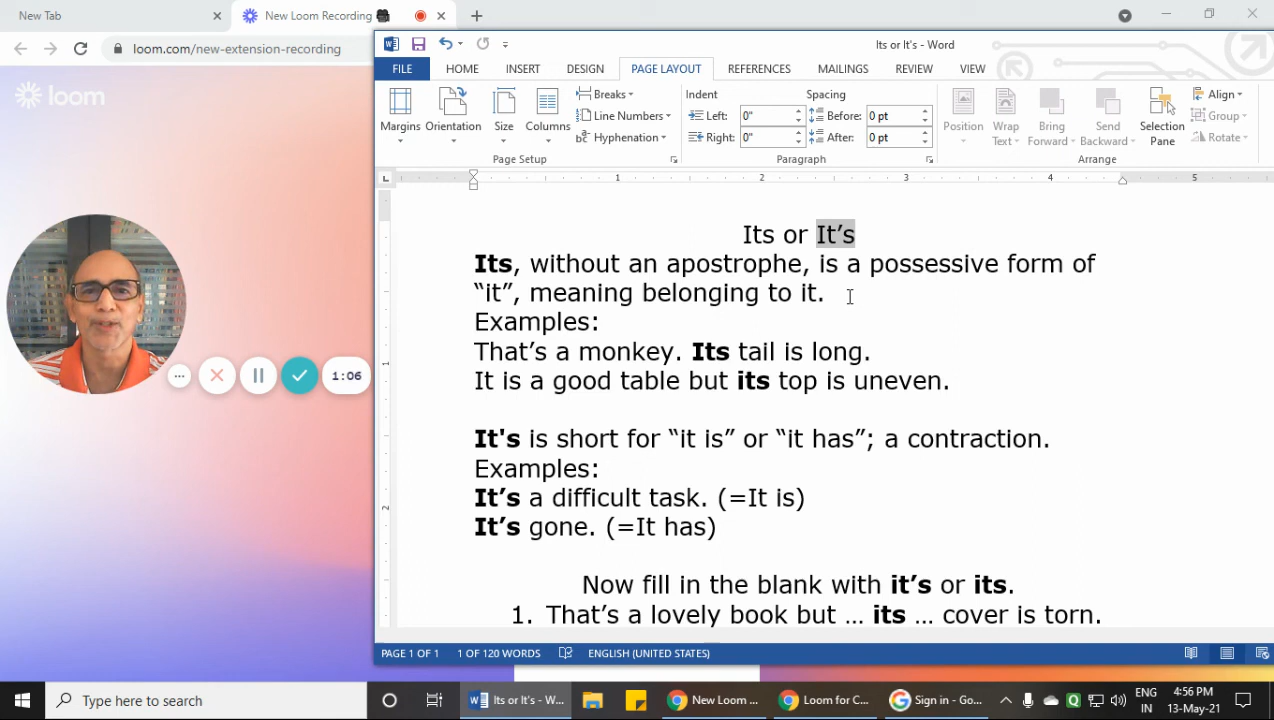 New Tab
New Loom Recording
loom.com/new-extension-recording
loom
1:06
Its or It's - Word
FILE HOME INSERT DESIGN PAGE LAYOUT REFERENCES MAILINGS REVIEW VIEW
Margins
Orientation
Size
Columns
Breaks
Line Numbers
Hyphenation
Page Setup
Indent
Left: 0"
Right: 0"
Spacing
Before: 0 pt
After: 0 pt
Paragraph
Position
Wrap Text
Bring Forward
Send Backward
Selection Pane
Align
Group
Rotate
Arrange
1 2 3 4 5
Its or It’s
Its, without an apostrophe, is a possessive form of
“it”, meaning belonging to it.
Examples:
That’s a monkey. Its tail is long.
It is a good table but its top is uneven.
It's is short for “it is” or “it has”; a contraction.
Examples:
It’s a difficult task. (=It is)
It’s gone. (=It has)
Now fill in the blank with it’s or its.
1. That’s a lovely book but … its … cover is torn.
1
2
PAGE 1 OF 1 1 OF 120 WORDS ENGLISH (UNITED STATES)
Type here to search
Its or It's - W...
New Loom ...
Loom for C...
Sign in - Go...
ENG
IN
4:56 PM
13-May-21